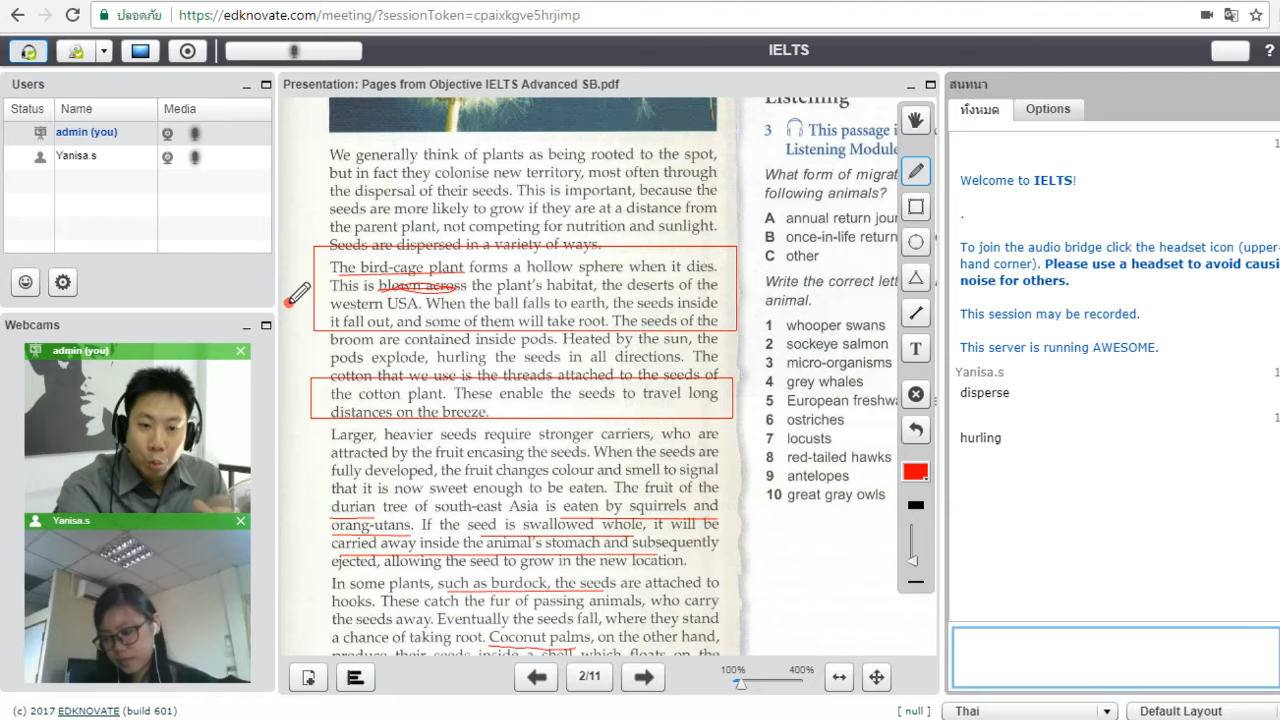 ปลอดภัย
https://edknovate.com/meeting/?sessionToken=cpaixkgve5hrjimp
IELTS
?
Users
Status Name Media
admin (you)
Yanisa.s
Webcams
admin (you)
Yanisa.s
Presentation: Pages from Objective IELTS Advanced SB.pdf
We generally think of plants as being rooted to the spot,
but in fact they colonise new territory, most often through
the dispersal of their seeds. This is important, because the
seeds are more likely to grow if they are at a distance from
the parent plant, not competing for nutrition and sunlight.
Seeds are dispersed in a variety of ways.
The bird-cage plant forms a hollow sphere when it dies.
This is blown across the plant's habitat, the deserts of the
western USA. When the ball falls to earth, the seeds inside
it fall out, and some of them will take root. The seeds of the
broom are contained inside pods. Heated by the sun, the
pods explode, hurling the seeds in all directions. The
cotton that we use is the threads attached to the seeds of
the cotton plant. These enable the seeds to travel long
distances on the breeze.
Larger, heavier seeds require stronger carriers, who are
attracted by the fruit encasing the seeds. When the seeds are
fully developed, the fruit changes colour and smell to signal
that it is now sweet enough to be eaten. The fruit of the
durian tree of south-east Asia is eaten by squirrels and
orang-utans. If the seed is swallowed whole, it will be
carried away inside the animal's stomach and subsequently
ejected, allowing the seed to grow in the new location.
In some plants, such as burdock, the seeds are attached to
hooks. These catch the fur of passing animals, who carry
the seeds away. Eventually the seeds fall, where they stand
a chance of taking root. Coconut palms, on the other hand,
produce their seeds inside a shell which floats on the
Listening
3 This passage i
Listening Module
What form of migrat
following animals?
A annual return jour
B once-in-life return
C other
Write the correct lett
animal.
1 whooper swans
2 sockeye salmon
3 micro-organisms
4 grey whales
5 European freshwa
6 ostriches
7 locusts
8 red-tailed hawks
9 antelopes
10 great gray owls
T
2/11
100% 400%
สนทนา
ทั้งหมด Options
1
Welcome to IELTS!
.
To join the audio bridge click the headset icon (upper-
hand corner). Please use a headset to avoid causi
noise for others.
This session may be recorded.
This server is running AWESOME.
Yanisa.s 1
disperse
1
hurling
(c) 2017 EDKNOVATE (build 601)
[ null ]
Thai
Default Layout